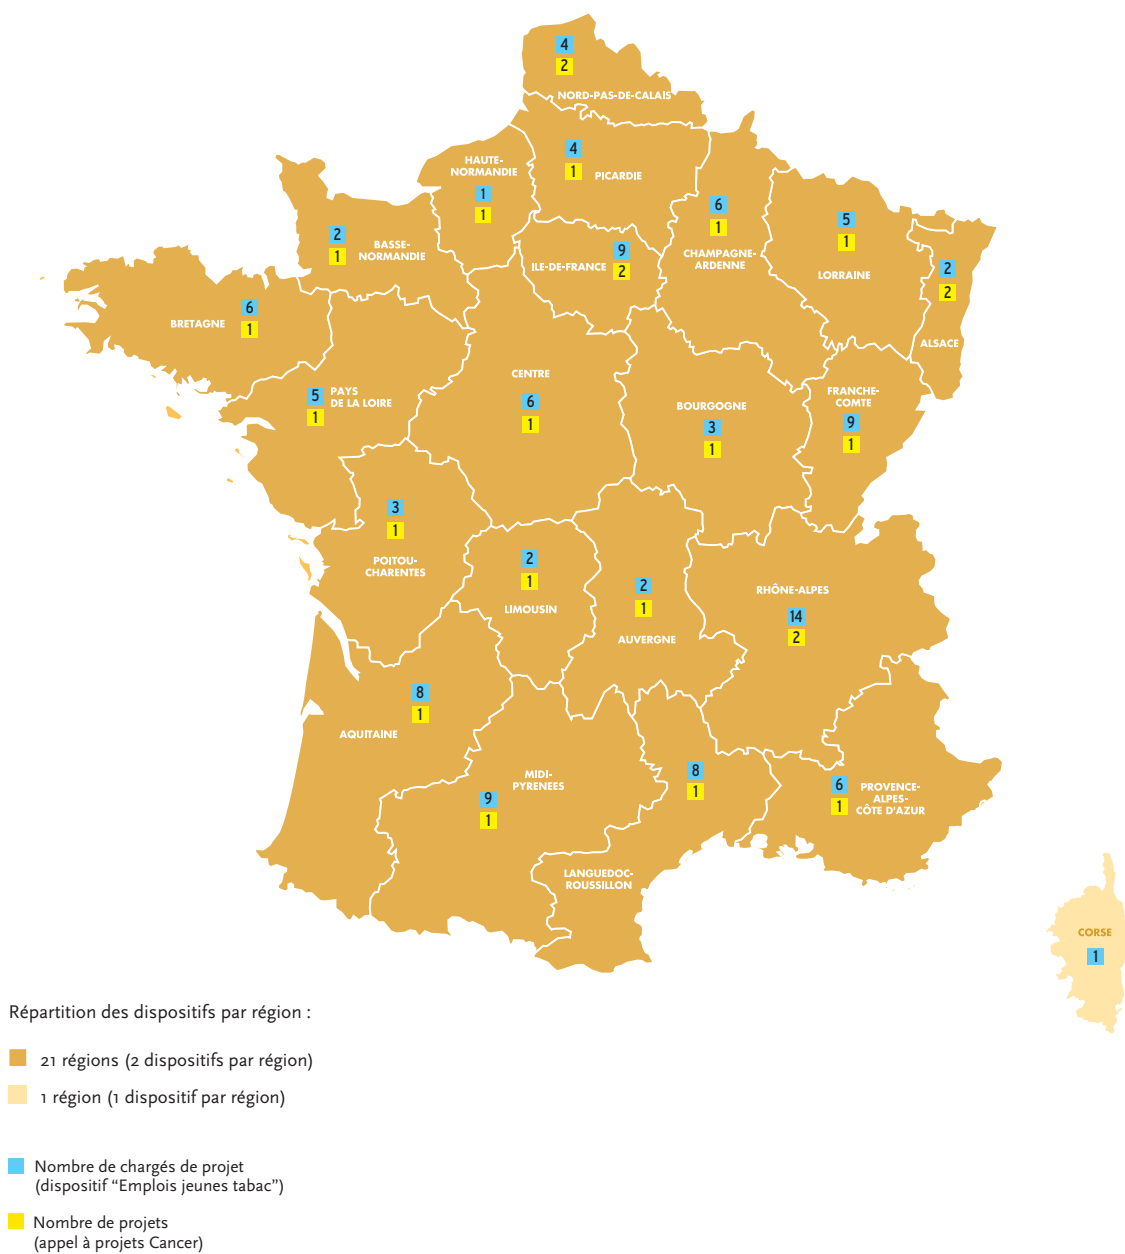 4
2
NORD-PAS-DE-CALAIS
4
1
PICARDIE
HAUTE-
NORMANDIE
1
1
2
1
BASSE-
NORMANDIE
ILE-DE-FRANCE
9
2
6
1
CHAMPAGNE-
ARDENNE
5
1
LORRAINE
2
2
ALSACE
BRETAGNE
6
1
5
1
PAYS
DE LA LOIRE
CENTRE
6
1
BOURGOGNE
3
1
FRANCHE-
COMTE
9
1
3
1
POITOU-
CHARENTES
2
1
LIMOUSIN
2
1
AUVERGNE
RHÔNE-ALPES
14
2
8
1
AQUITAINE
MIDI-
PYRENEES
9
1
8
1
LANGUEDOC-
ROUSSILLON
6
1
PROVENCE-
ALPES-
CÔTE D'AZUR
CORSE
1
Répartition des dispositifs par région :
21 régions (2 dispositifs par région)
1 région (1 dispositif par région)
Nombre de chargés de projet
(dispositif “Emplois jeunes tabac”)
Nombre de projets
(appel à projets Cancer)